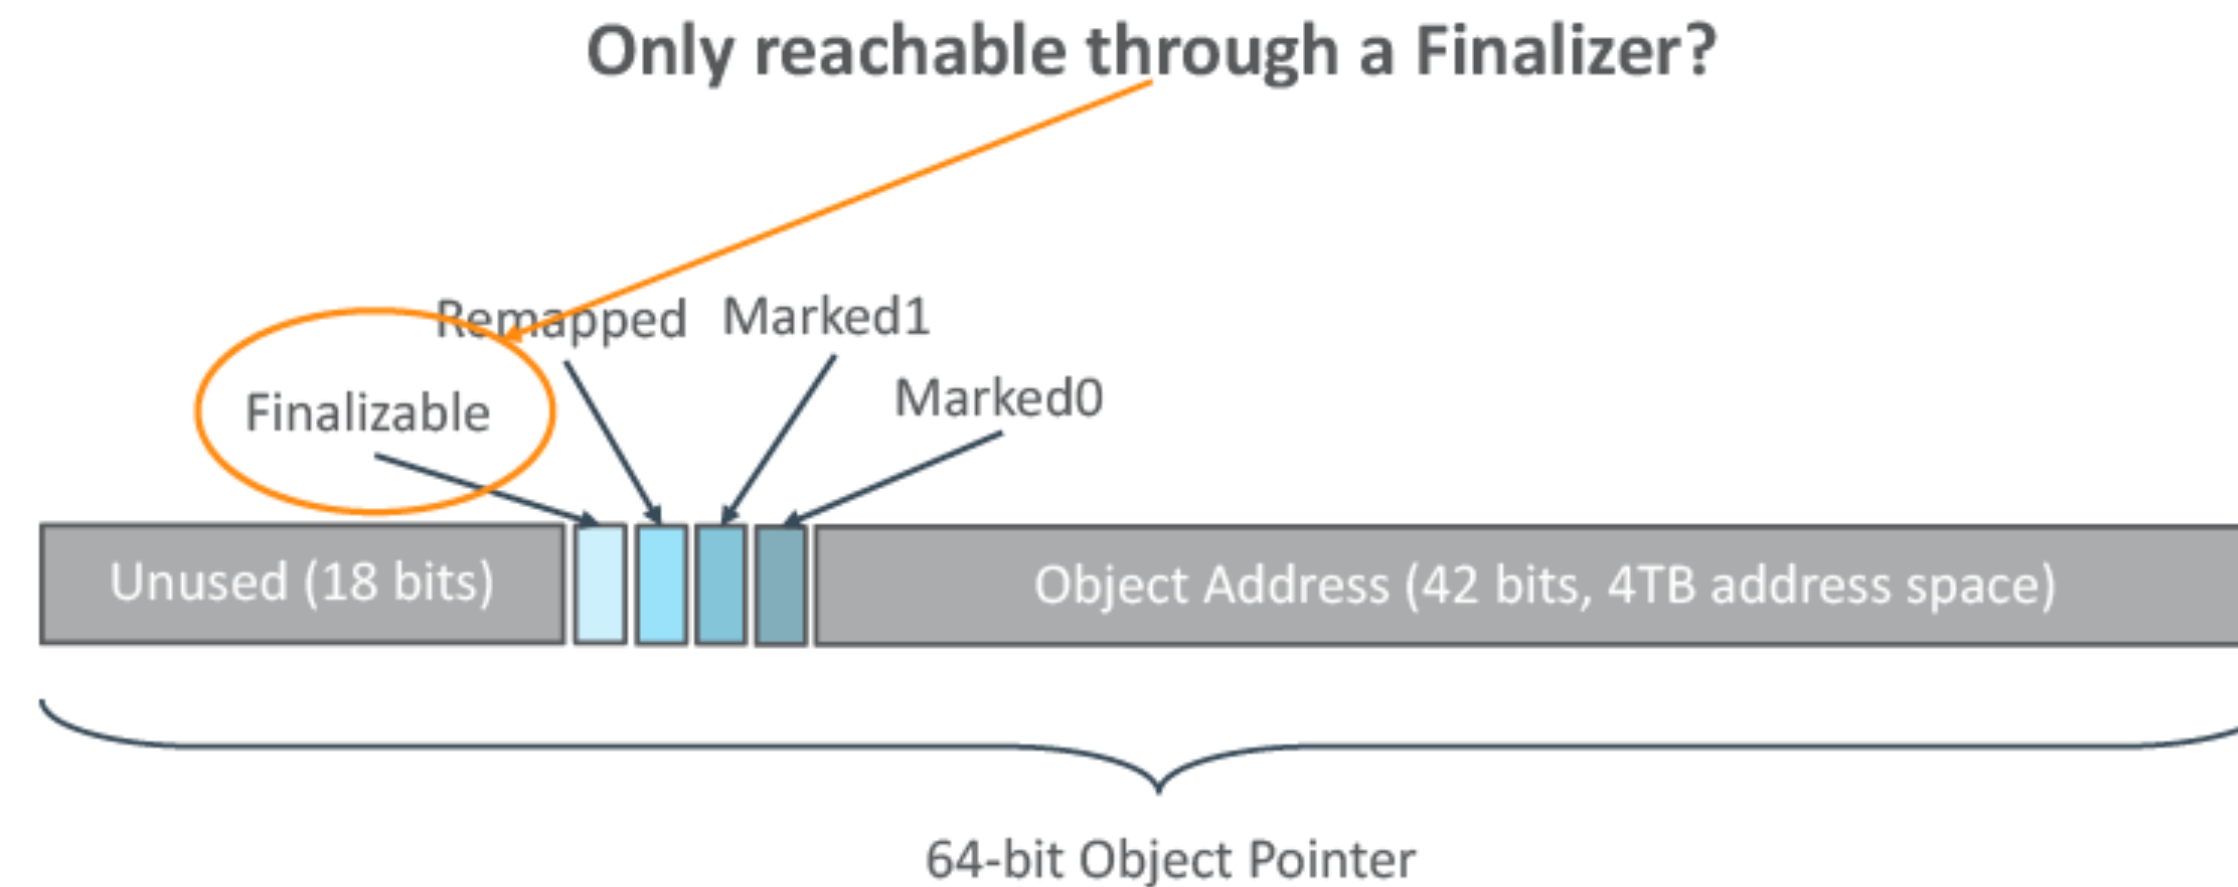 Only reachable through a Finalizer?
Remapped Marked1
Marked0
Finalizable
Unused (18 bits)
Object Address (42 bits, 4TB address space)
64-bit Object Pointer